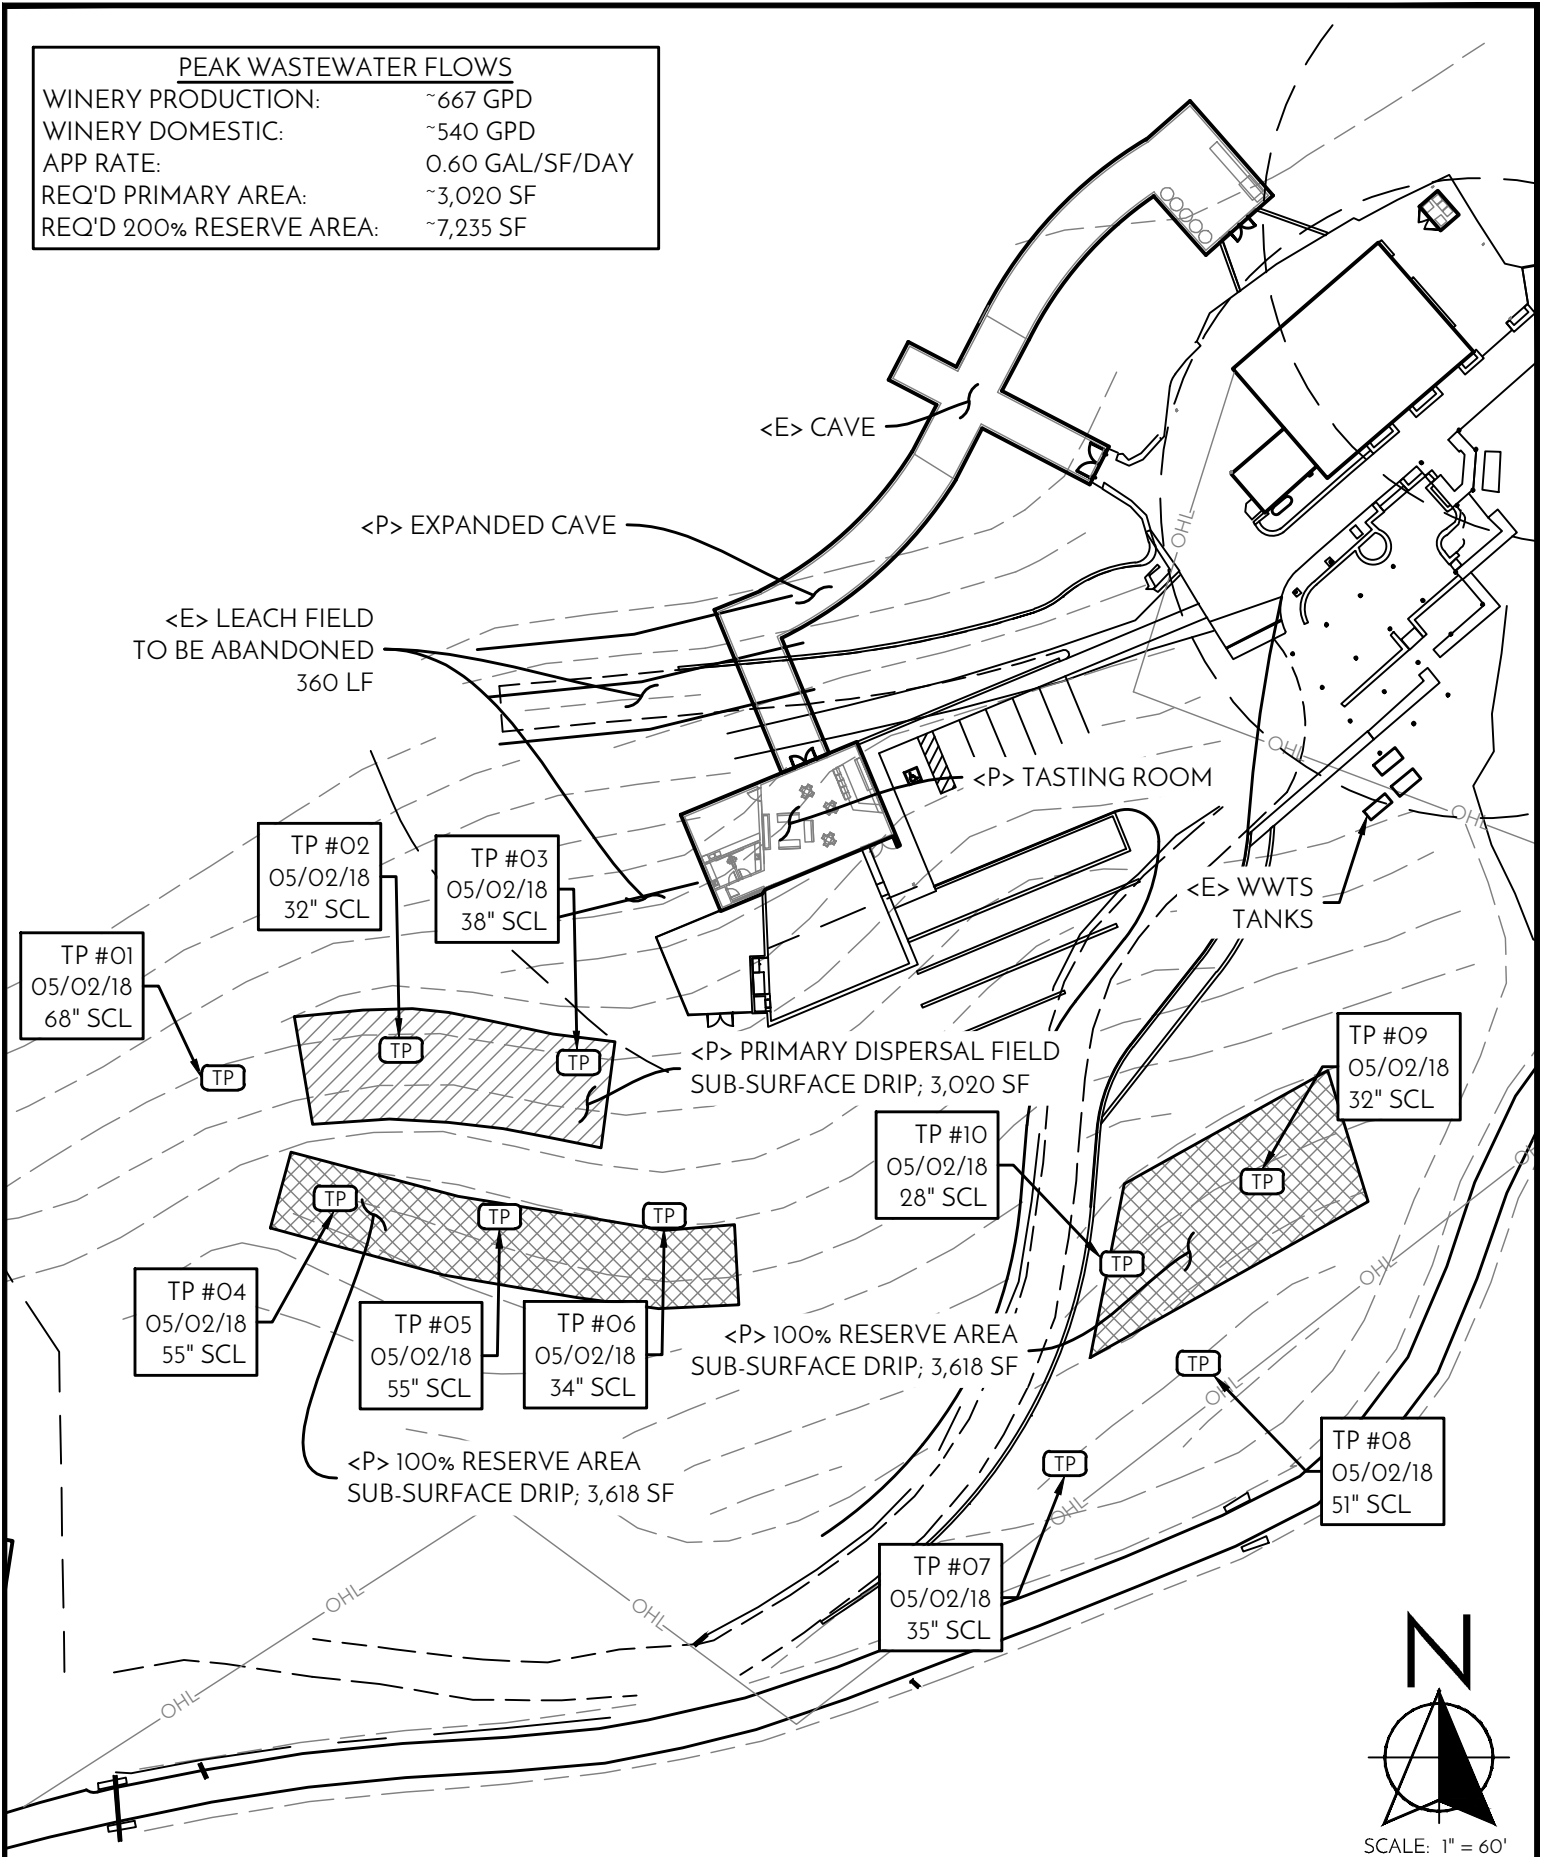 PEAK WASTEWATER FLOWS
WINERY PRODUCTION: ~667 GPD
WINERY DOMESTIC: ~540 GPD
APP RATE: 0.60 GAL/SF/DAY
REQ'D PRIMARY AREA: ~3,020 SF
REQ'D 200% RESERVE AREA: ~7,235 SF
<E> CAVE
<P> EXPANDED CAVE
OHL
<E> LEACH FIELD
TO BE ABANDONED
360 LF
OHL
<P> TASTING ROOM
OHL
TP #02
05/02/18
32" SCL
TP #03
05/02/18
38" SCL
<E> WWTS
TANKS
TP #01
05/02/18
68" SCL
TP
TP
TP
<P> PRIMARY DISPERSAL FIELD
SUB-SURFACE DRIP; 3,020 SF
TP #09
05/02/18
32" SCL
TP #10
05/02/18
28" SCL
TP
TP
TP
TP
TP
OHL
TP #04
05/02/18
55" SCL
TP #05
05/02/18
55" SCL
TP #06
05/02/18
34" SCL
<P> 100% RESERVE AREA
SUB-SURFACE DRIP; 3,618 SF
TP
OHL
<P> 100% RESERVE AREA
SUB-SURFACE DRIP; 3,618 SF
TP
TP #08
05/02/18
51" SCL
OHL
TP #07
05/02/18
35" SCL
OHL
OHL
OHL
N
SCALE: 1" = 60'